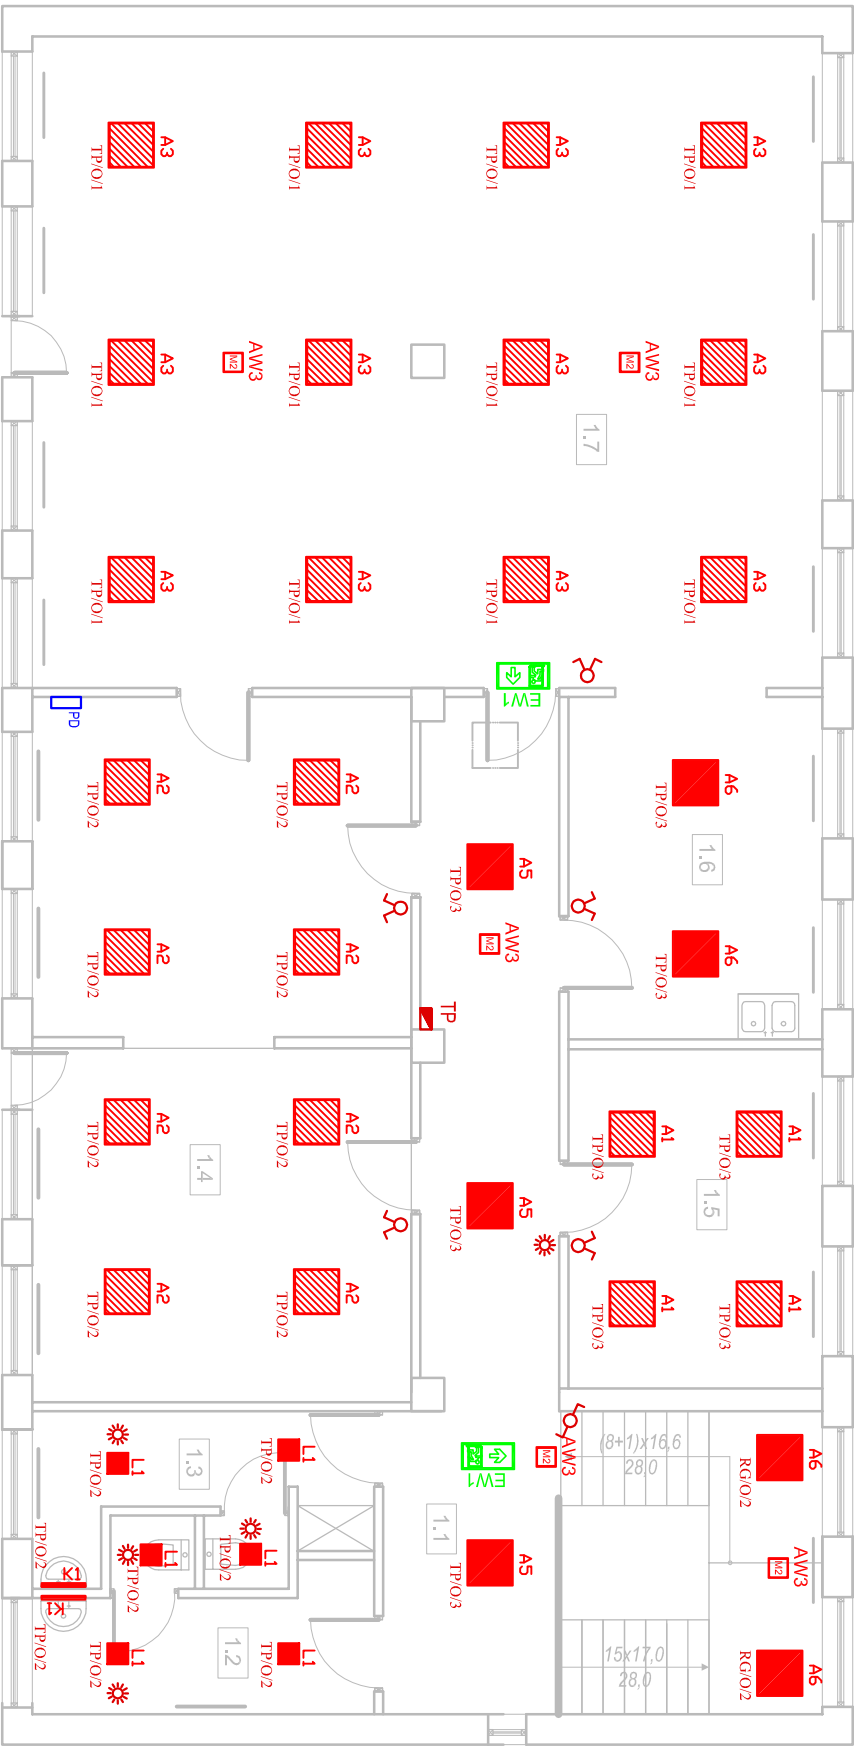 A3
TP/O/1
A3
TP/O/1
A3
TP/O/1
A3
TP/O/1
A3
TP/O/1
M2
AW3
A3
TP/O/1
A3
TP/O/1
M2
AW3
A3
TP/O/1
1.7
A3
TP/O/1
A3
TP/O/1
A3
TP/O/1
A3
TP/O/1
EW1
PD
A2
TP/O/2
A2
TP/O/2
A6
TP/O/3
A5
TP/O/3
1.6
A2
TP/O/2
A2
TP/O/2
M2
AW3
A6
TP/O/3
TP
A2
TP/O/2
A2
TP/O/2
A1
TP/O/3
A1
TP/O/3
1.4
1.5
A5
TP/O/3
A2
TP/O/2
A2
TP/O/2
A1
TP/O/3
A1
TP/O/3
L1
TP/O/2
1.3
L1
TP/O/2
EW1
M2
AW3
(8+1)x16,6
28,0
A6
RG/O/2
1.1
L1
TP/O/2
L1
TP/O/2
A5
TP/O/3
M2
AW3
K1
TP/O/2
K1
TP/O/2
L1
TP/O/2
1.2
L1
TP/O/2
15x17,0
28,0
A6
RG/O/2